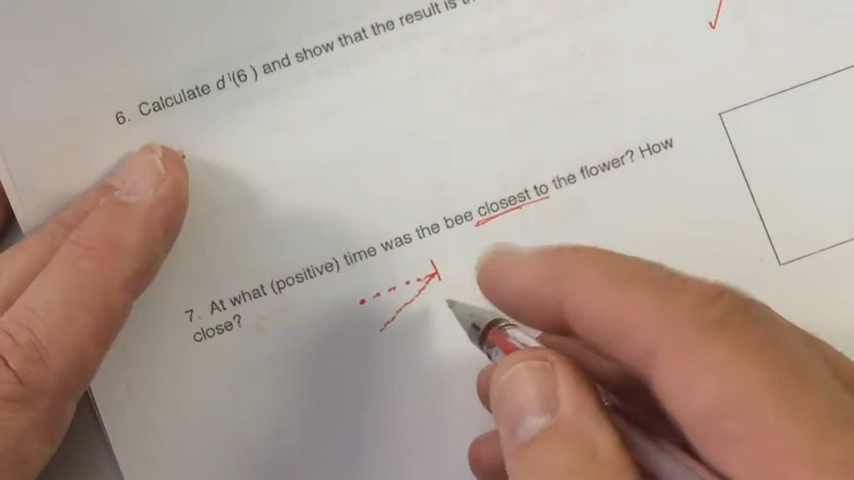 6. Calculate d'(6) and show that the result is
7. At what (positive) time was the bee closest to the flower? How
close?